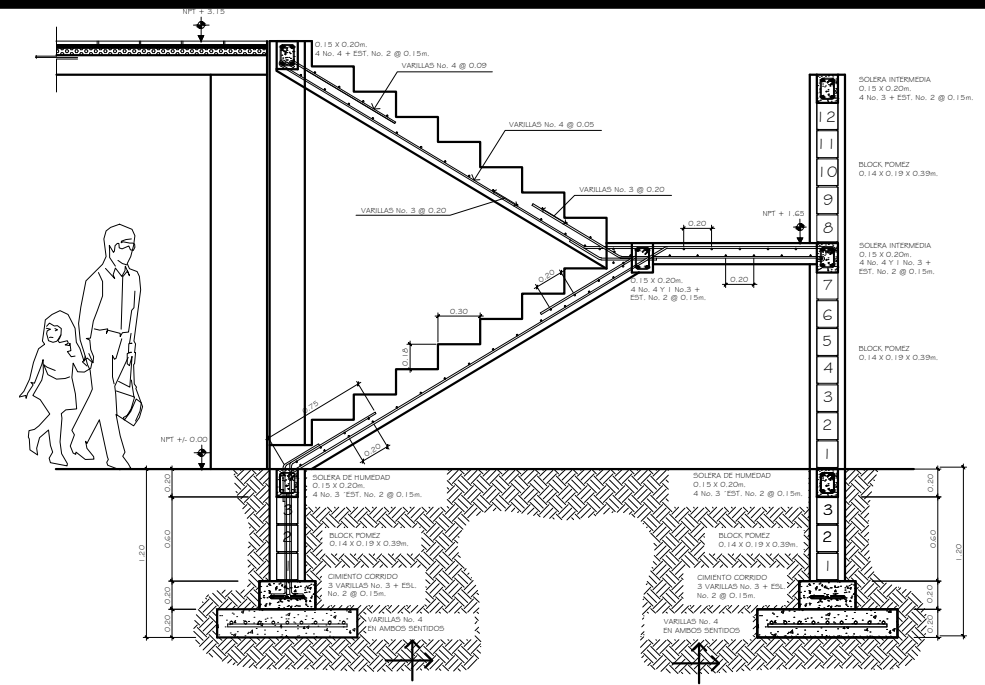 NPT + 3.15
0.15 X 0.20m.
4 No. 4 + EST. No. 2 @ 0.15m.
VARILLAS No. 4 @ 0.09
VARILLAS No. 4 @ 0.05
VARILLAS No. 3 @ 0.20
VARILLAS No. 3 @ 0.20
SOLERA INTERMEDIA
0.15 X 0.20m.
4 No. 3 + EST. No. 2 @ 0.15m.
12
11
10
9
8
BLOCK POMEZ
0.14 X 0.19 X 0.39m.
NPT + 1.65
0.20
0.20
SOLERA INTERMEDIA
0.15 X 0.20m.
4 No. 4 Y 1 No. 3 +
EST. No. 2 @ 0.15m.
0.15 X 0.20m.
4 No. 4 Y 1 No.3 +
EST. No. 2 @ 0.15m.
7
6
5
4
3
2
1
BLOCK POMEZ
0.14 X 0.19 X 0.39m.
0.20
0.30
0.18
0.75
0.20
NPT +/- 0.00
SOLERA DE HUMEDAD
0.15 X 0.20m.
4 No. 3 ¨EST. No. 2 @ 0.15m.
3
2
BLOCK POMEZ
0.14 X 0.19 X 0.39m.
CIMIENTO CORRIDO
3 VARILLAS No. 3 + ESL.
No. 2 @ 0.15m.
VARILLAS No. 4
EN AMBOS SENTIDOS
0.20
0.60
1.20
0.20
0.20
SOLERA DE HUMEDAD
0.15 X 0.20m.
4 No. 3 ¨EST. No. 2 @ 0.15m.
3
2
1
BLOCK POMEZ
0.14 X 0.19 X 0.39m.
CIMIENTO CORRIDO
3 VARILLAS No. 3 + ESL.
No. 2 @ 0.15m.
VARILLAS No. 4
EN AMBOS SENTIDOS
0.20
0.60
1.20
0.20
0.20